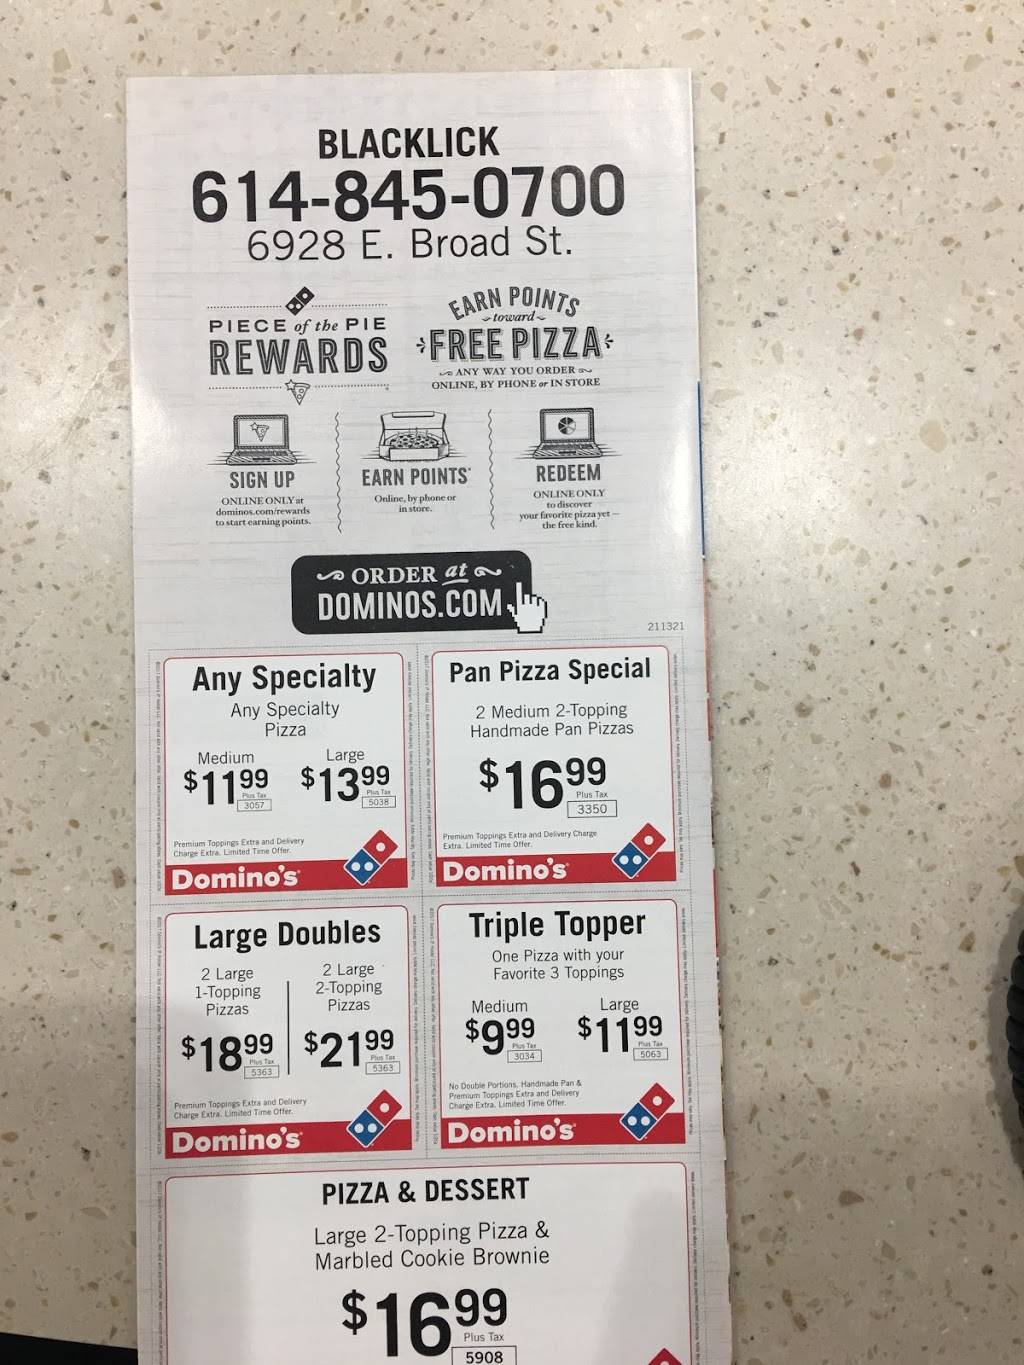 BLACKLICK
614-845-0700
6928 E. Broad St.
PIECE of the PIE
REWARDS
EARN POINTS
toward
FREE PIZZA
ANY WAY YOU ORDER
ONLINE, BY PHONE or IN STORE
SIGN UP
ONLINE ONLY at
dominos.com/rewards
to start earning points.
EARN POINTS*
Online, by phone or
in store.
REDEEM
ONLINE ONLY
to discover
your favorite pizza yet —
the free kind.
ORDER at
DOMINOS.COM
211321
Any Specialty
Any Specialty
Pizza
Medium
$11.99
Plus Tax
3057
Large
$13.99
Plus Tax
5038
Premium Toppings Extra and Delivery
Charge Extra. Limited Time Offer.
Domino's
Pan Pizza Special
2 Medium 2-Topping
Handmade Pan Pizzas
$16.99
Plus Tax
3350
Premium Toppings Extra and Delivery Charge
Extra. Limited Time Offer.
Domino's
Large Doubles
2 Large
1-Topping
Pizzas
$18.99
Plus Tax
5363
2 Large
2-Topping
Pizzas
$21.99
Plus Tax
5363
Premium Toppings Extra and Delivery
Charge Extra. Limited Time Offer.
Domino's
Triple Topper
One Pizza with your
Favorite 3 Toppings
Medium
$9.99
Plus Tax
3034
Large
$11.99
Plus Tax
5063
No Double Portions, Handmade Pan &
Premium Toppings Extra and Delivery
Charge Extra. Limited Time Offer.
Domino's
PIZZA & DESSERT
Large 2-Topping Pizza &
Marbled Cookie Brownie
$16.99
Plus Tax
5908